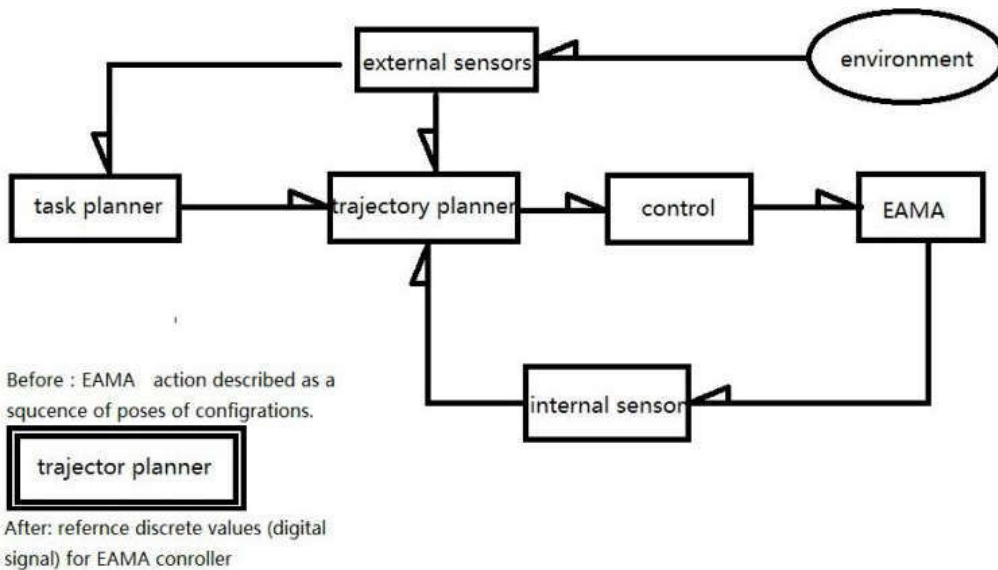 external sensors
environment
task planner
trajectory planner
control
EAMA
internal sensor
Before : EAMA action described as a
squcence of poses of configrations.
trajector planner
After: refernce discrete values (digital
signal) for EAMA conroller